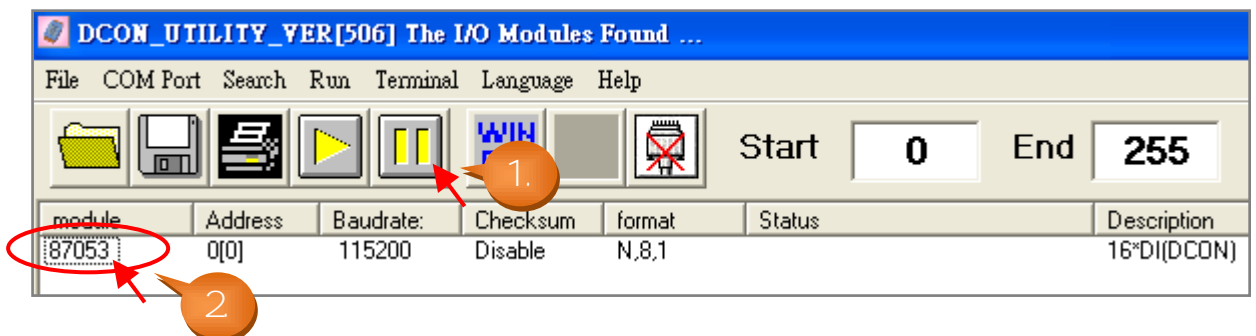 DCON_UTILITY_VER[506] The I/O Modules Found ...
File COM Port Search Run Terminal Language Help
WIN
Start 0 End 255
1.
module Address Baudrate: Checksum format Status Description
87053 0[0] 115200 Disable N,8,1 16*DI(DCON)
2